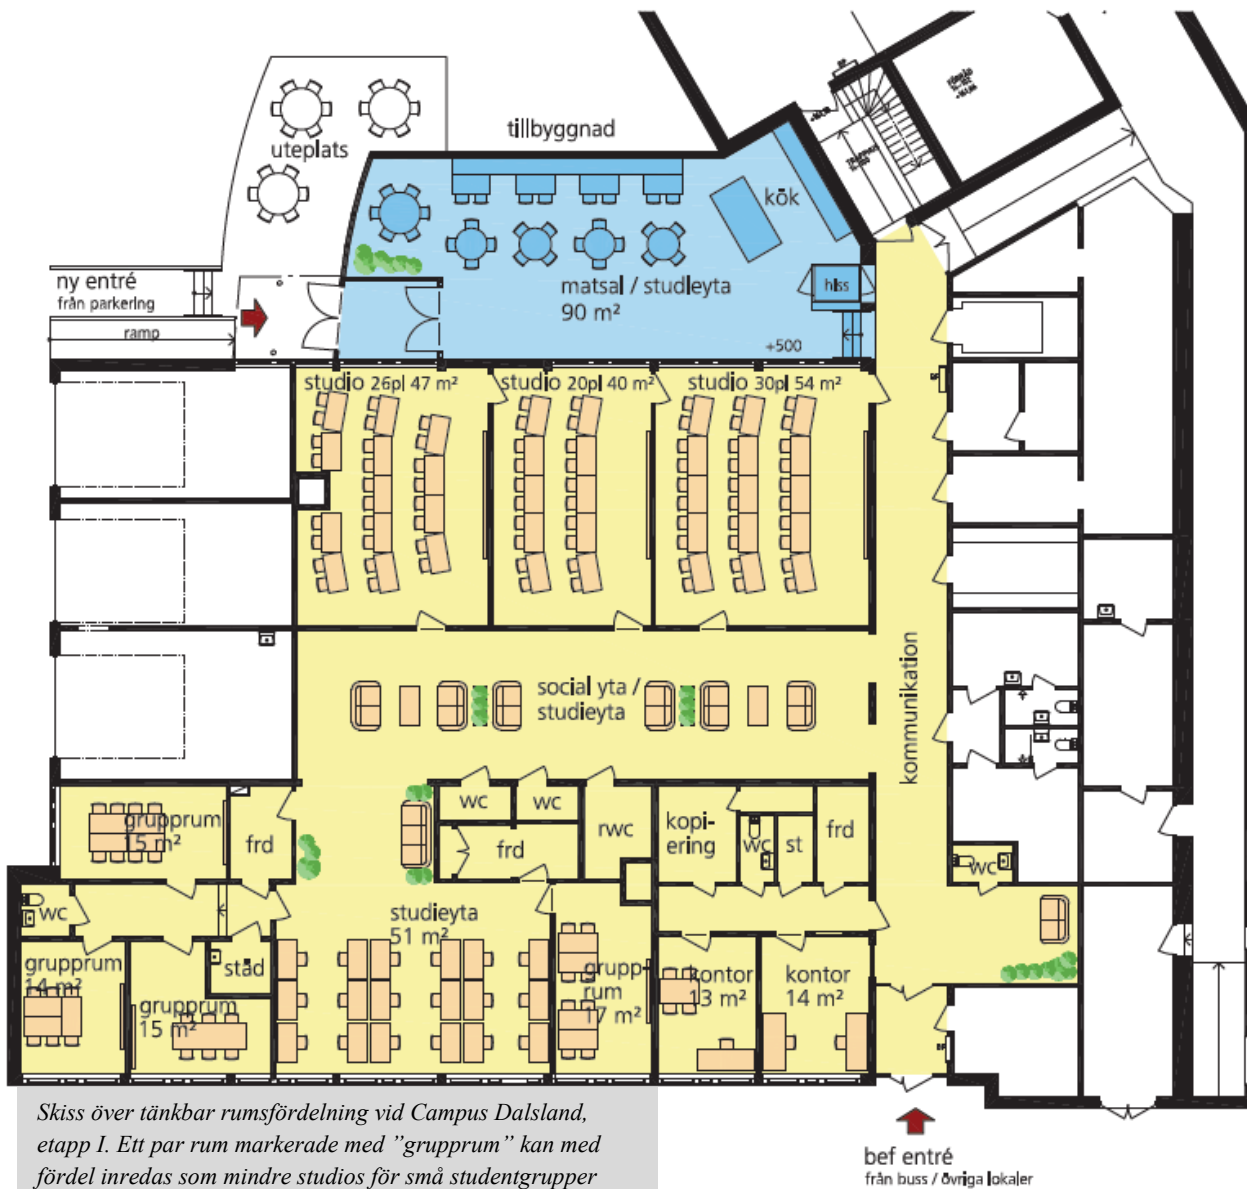 tillbyggnad
uteplats
kök
ny entré
från parkering
ramp
matsal / studieyta
90 m²
hiss
+500
studio 26pl 47 m²
studio 20pl 40 m²
studio 30pl 54 m²
social yta /
studieyta
kommunikation
grupprum
15 m²
frd
wc
wc
frd
rwc
kopi-
ering
wc
st
frd
wc
wc
studieyta
51 m²
grupprum
14 m²
städ
grupprum
15 m²
grupp-
rum
17 m²
kontor
13 m²
kontor
14 m²
Skiss över tänkbar rumsfördelning vid Campus Dalsland,
etapp I. Ett par rum markerade med ”grupprum” kan med
fördel inredas som mindre studios för små studentgrupper
bef entré
från buss / övriga lokaler